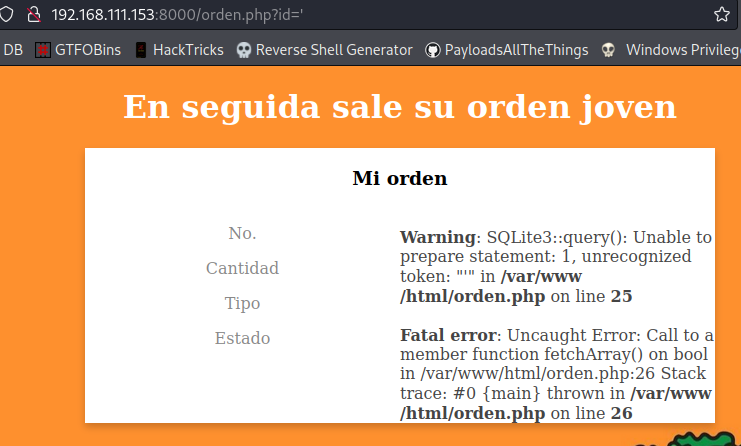 192.168.111.153:8000/orden.php?id='
DB GTFOBins HackTricks Reverse Shell Generator PayloadsAllTheThings Windows Privileg
En seguida sale su orden joven
Mi orden
No.
Cantidad
Tipo
Estado
Warning: SQLite3::query(): Unable to
prepare statement: 1, unrecognized
token: "'" in /var/www
/html/orden.php on line 25
Fatal error: Uncaught Error: Call to a
member function fetchArray() on bool
in /var/www/html/orden.php:26 Stack
trace: #0 {main} thrown in /var/www
/html/orden.php on line 26